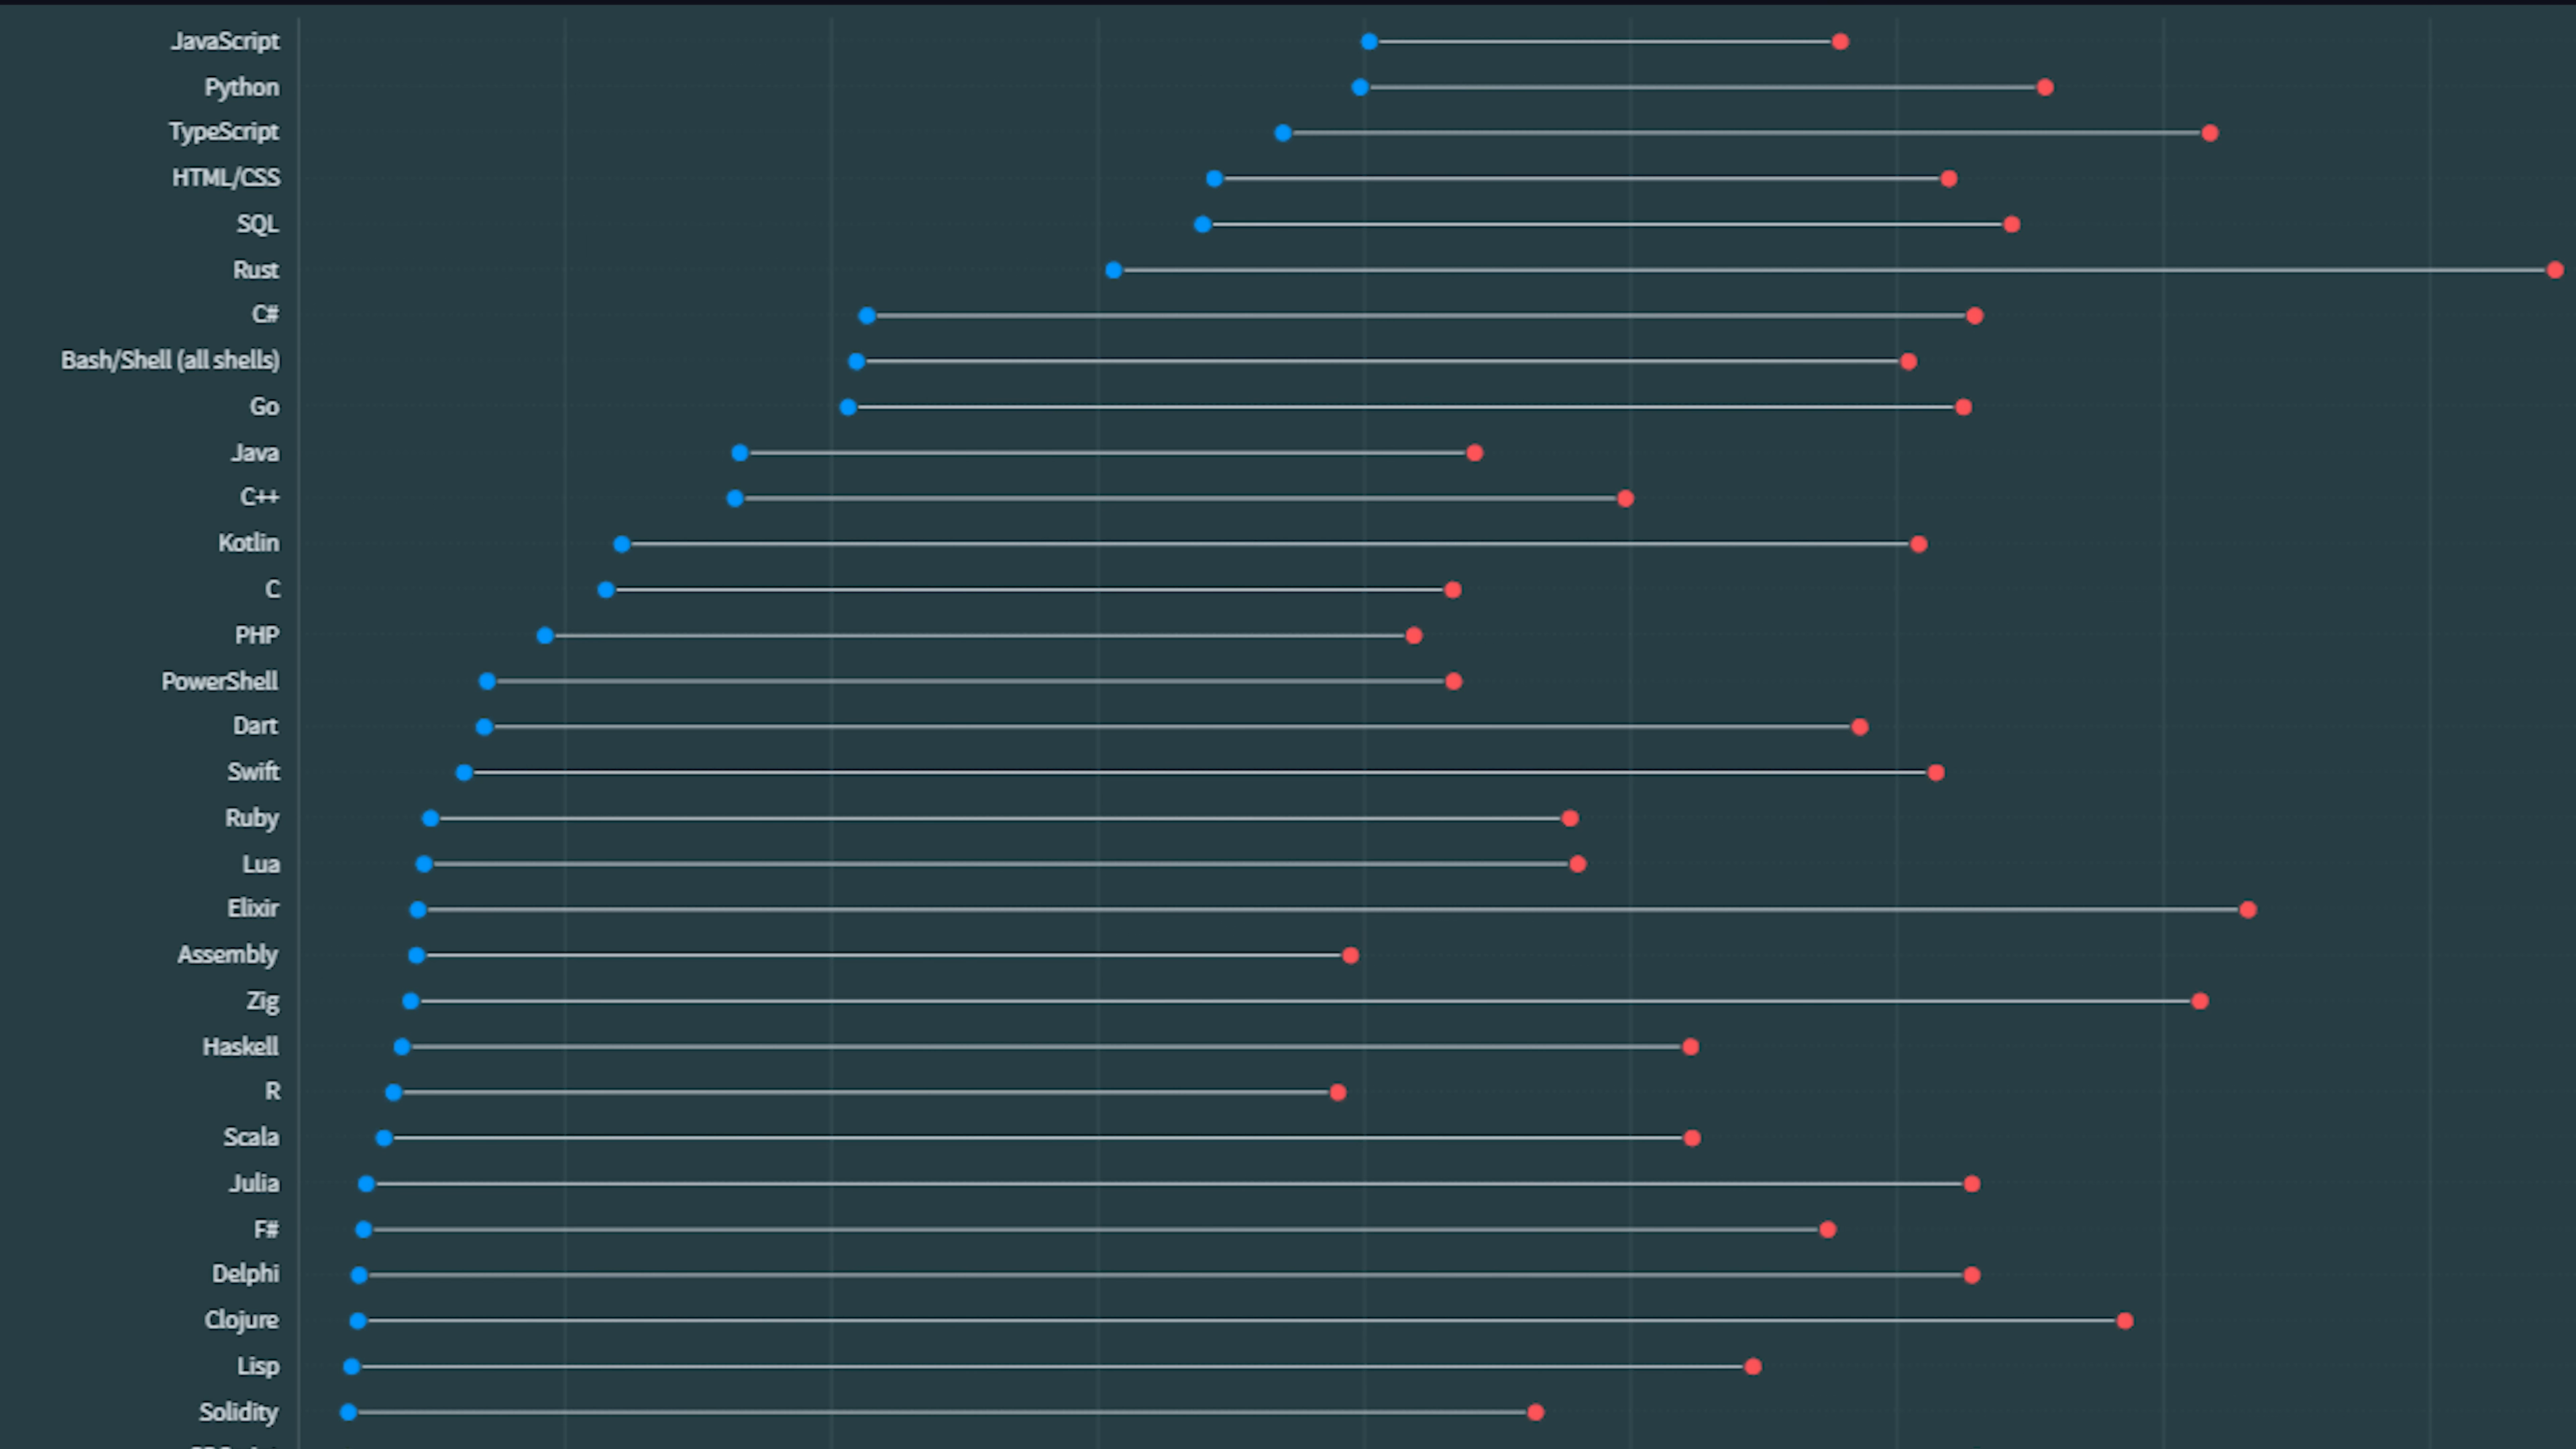 JavaScript
Python
TypeScript
HTML/CSS
SQL
Rust
C#
Bash/Shell (all shells)
Go
Java
C++
Kotlin
C
PHP
PowerShell
Dart
Swift
Ruby
Lua
Elixir
Assembly
Zig
Haskell
R
Scala
Julia
F#
Delphi
Clojure
Lisp
Solidity